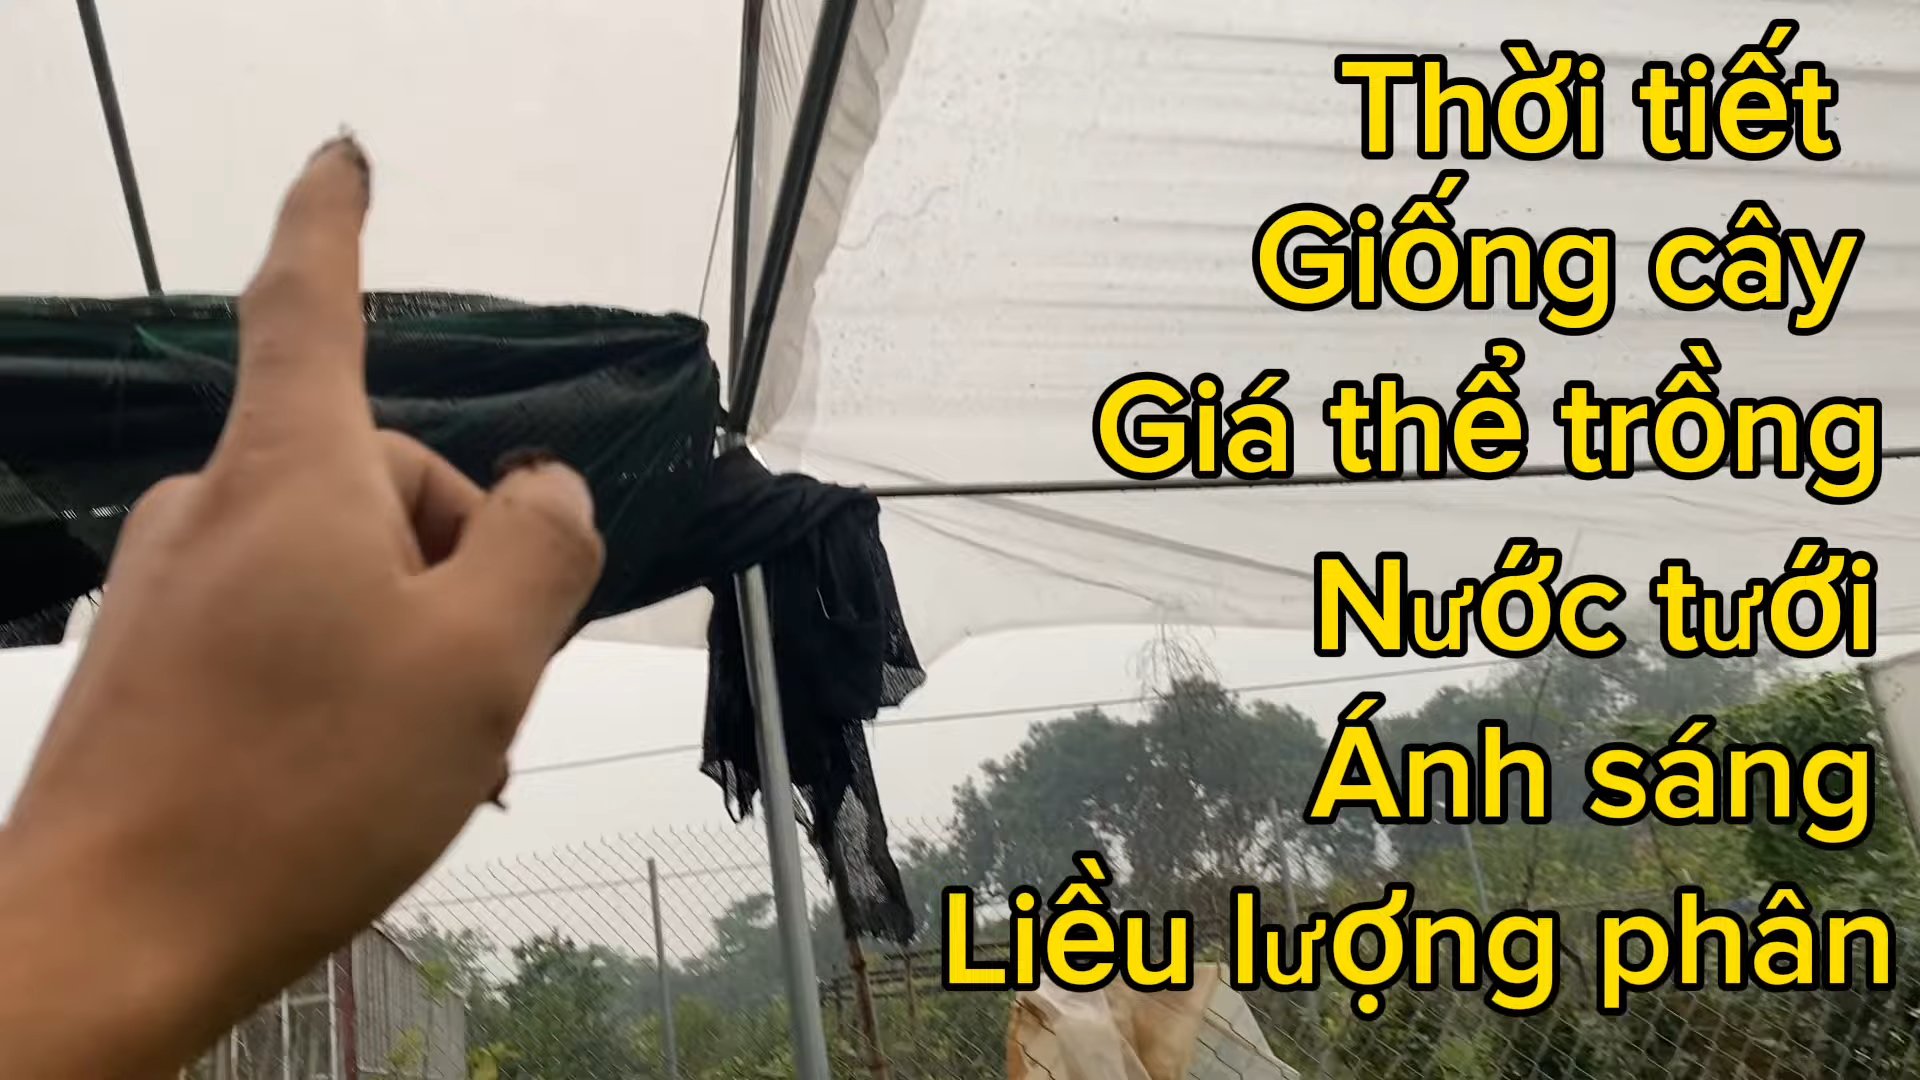 Thời tiết
Giống cây
Giá thể trồng
Nước tưới
Ánh sáng
Liều lượng phân